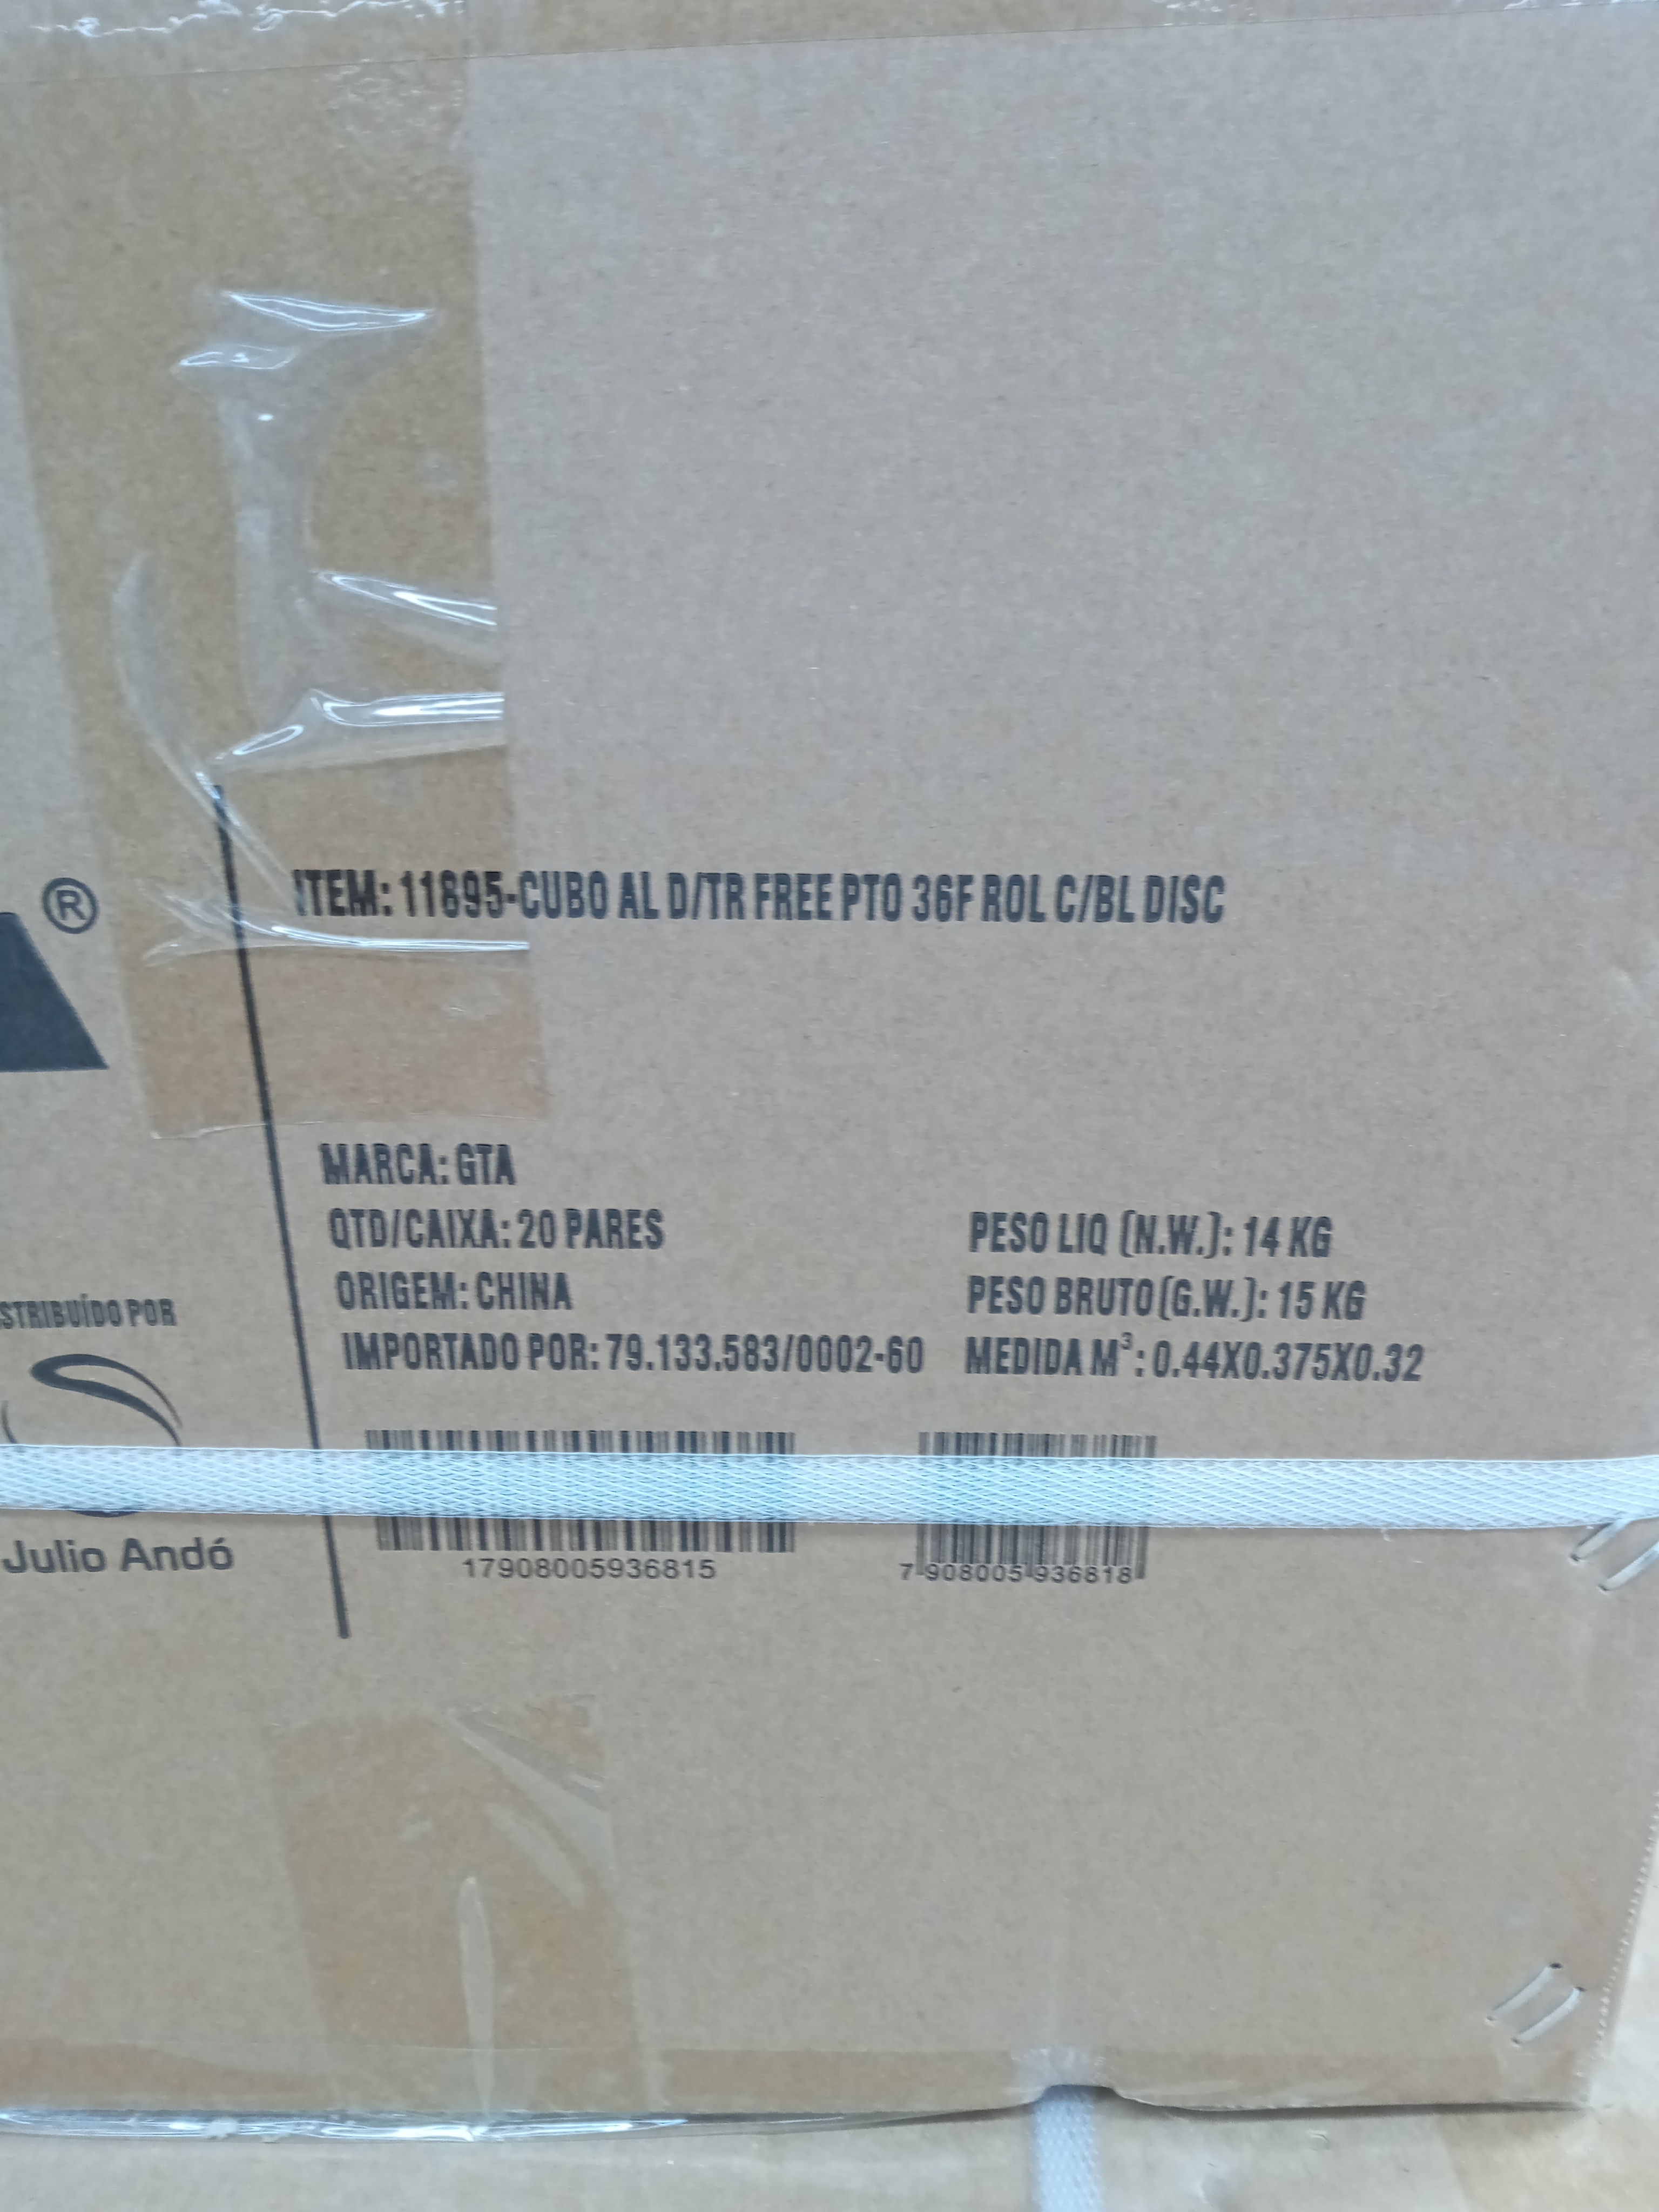 ®
ITEM: 11895-CUBO AL D/TR FREE PTO 36F ROL C/BL DISC
MARCA: GTA
QTD/CAIXA: 20 PARES
PESO LIQ (N.W.): 14 KG
ORIGEM: CHINA
PESO BRUTO(G.W.): 15 KG
STRIBUÍDO POR
IMPORTADO POR: 79.133.583/0002-60
MEDIDA M³: 0.44X0.375X0.32
Julio Andó
17908005936815
7 908005 936818